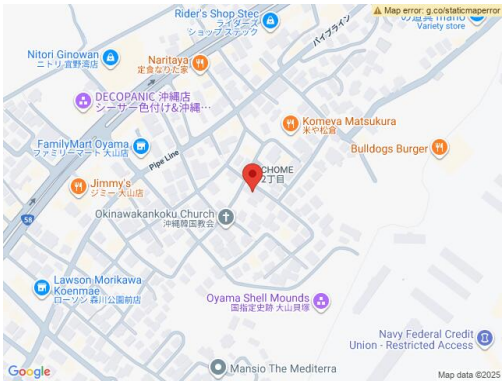 Map error: g.co/staticmaperror
Rider's Shop Stec
ライダーズ
ショップ ステック
の道具 mano
Variety store
パイプライン
Nitori Ginowan
ニトリ 宜野湾店
Naritaya
定食なりた家
DECOPANIC 沖縄店
シーサー色付け&沖縄…
Komeya Matsukura
米や松倉
FamilyMart Oyama
ファミリーマート 大山店
Pipe Line
Bulldogs Burger
2CHOME
2丁目
Jimmy's
ジミー 大山店
Okinawakankoku Church
沖縄韓国教会
58
Lawson Morikawa
Koenmae
ローソン 森川公園前店
Oyama Shell Mounds
国指定史跡 大山貝塚
Navy Federal Credit
Union - Restricted Access
Mansio The Mediterra
Google
Map data ©2025